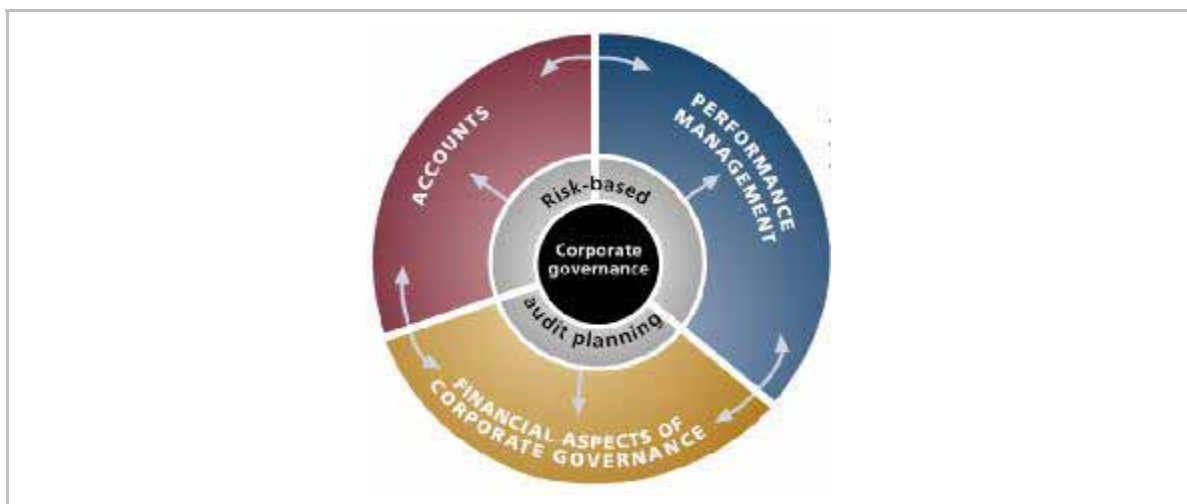 ACCOUNTS
PERFORMANCE
MANAGEMENT
Risk-based
Corporate
governance
audit planning
FINANCIAL ASPECTS OF
CORPORATE GOVERNANCE